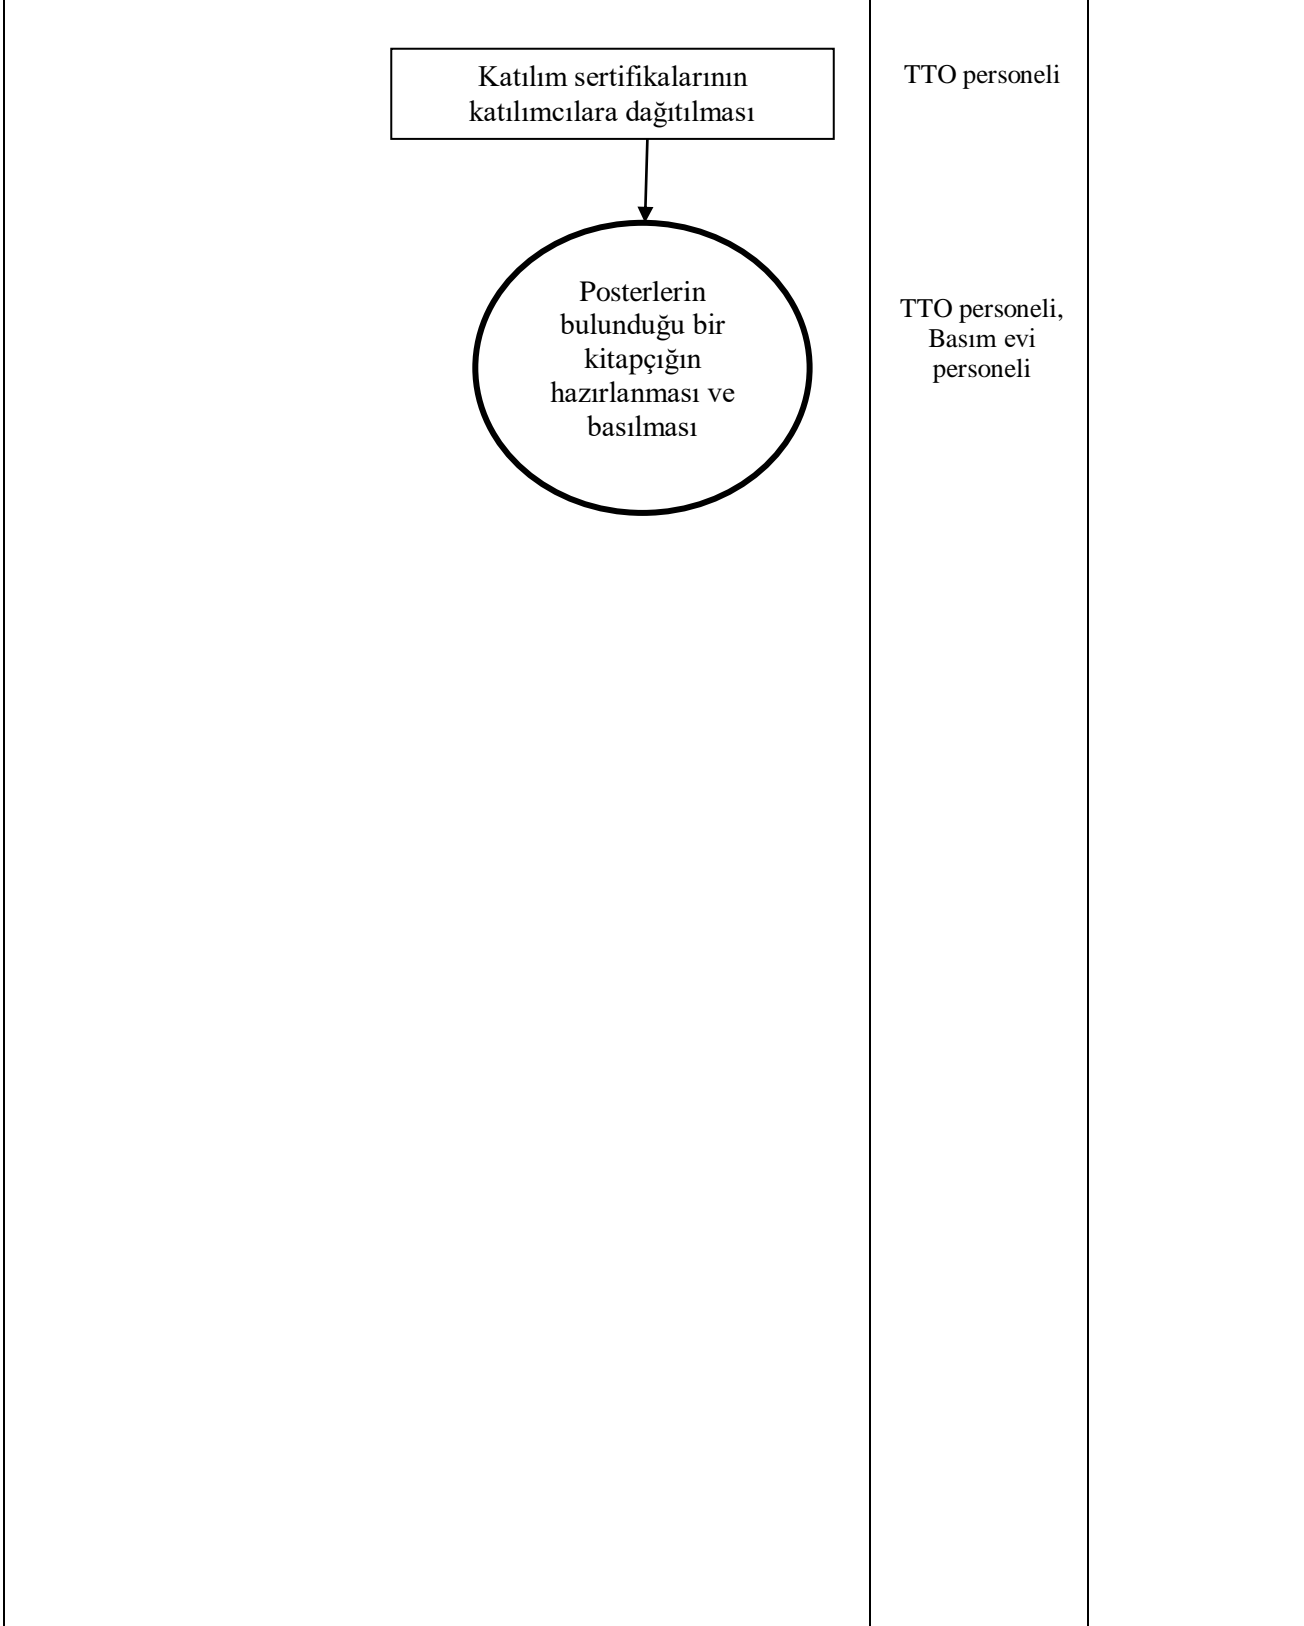 Katılım sertifikalarının
katılımcılara dağıtılması
TTO personeli
Posterlerin
bulunduğu bir
kitapçığın
hazırlanması ve
basılması
TTO personeli,
Basım evi
personeli